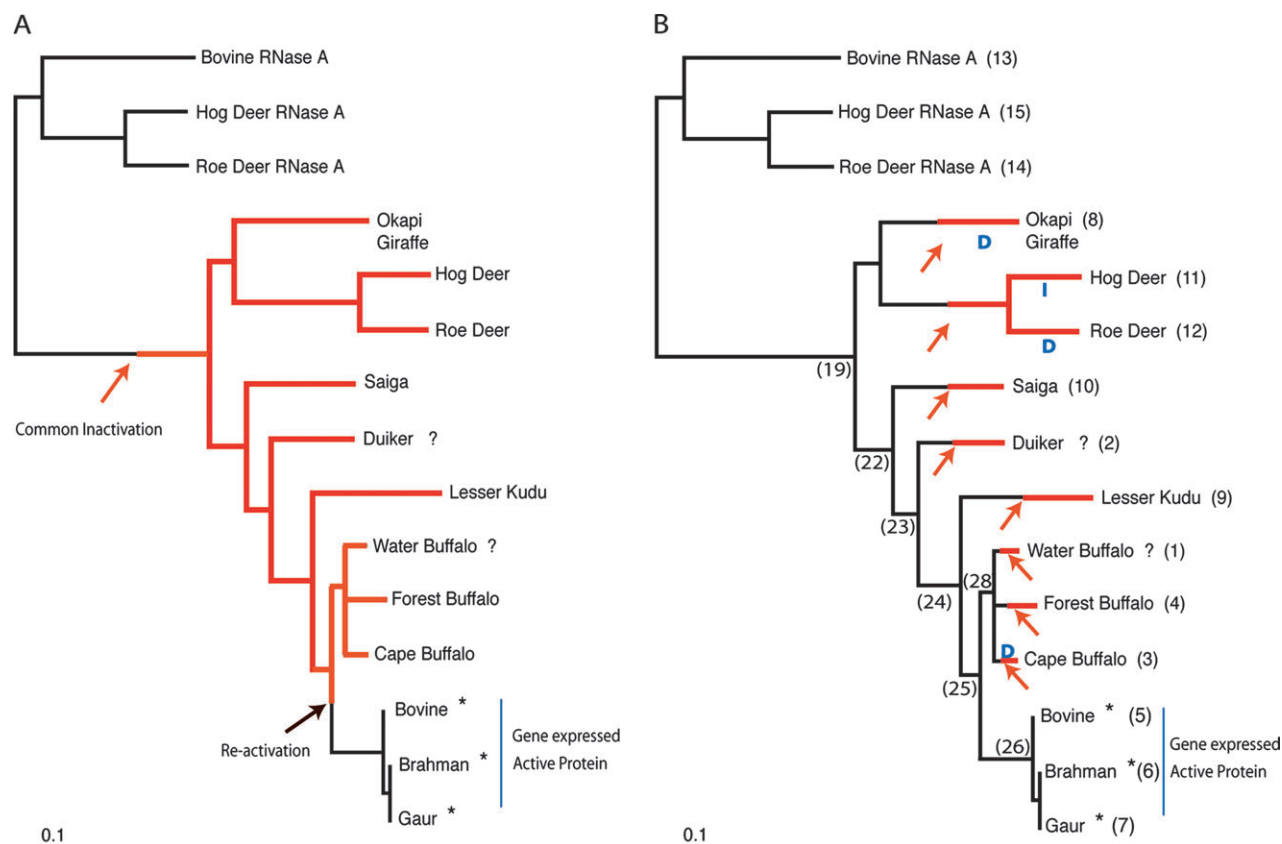 A
Bovine RNase A
Hog Deer RNase A
Roe Deer RNase A
Okapi
Giraffe
Hog Deer
Roe Deer
Common Inactivation
Saiga
Duiker ?
Lesser Kudu
Water Buffalo ?
Forest Buffalo
Cape Buffalo
Re-activation
Bovine *
Brahman *
Gaur *
Gene expressed
Active Protein
0.1
B
Bovine RNase A (13)
Hog Deer RNase A (15)
Roe Deer RNase A (14)
Okapi (8)
Giraffe
D
Hog Deer (11)
I
Roe Deer (12)
D
(19)
Saiga (10)
Duiker ? (2)
(22)
Lesser Kudu (9)
(23)
Water Buffalo ? (1)
(28)
(24)
Forest Buffalo (4)
D
Cape Buffalo (3)
(25)
Bovine * (5)
(26)
Brahman *(6)
Gaur * (7)
Gene expressed
Active Protein
0.1